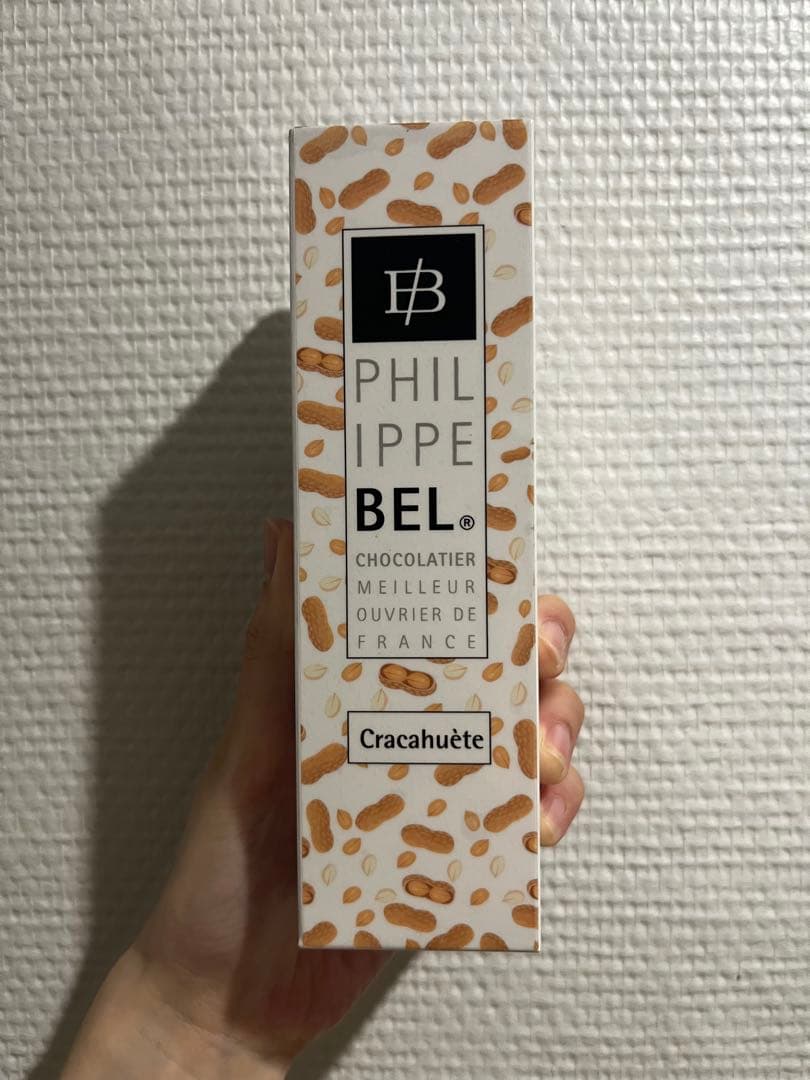 PHIL
IPPE
BEL®
CHOCOLATIER
MEILLEUR
OUVRIER DE
FRANCE
Cracahuète